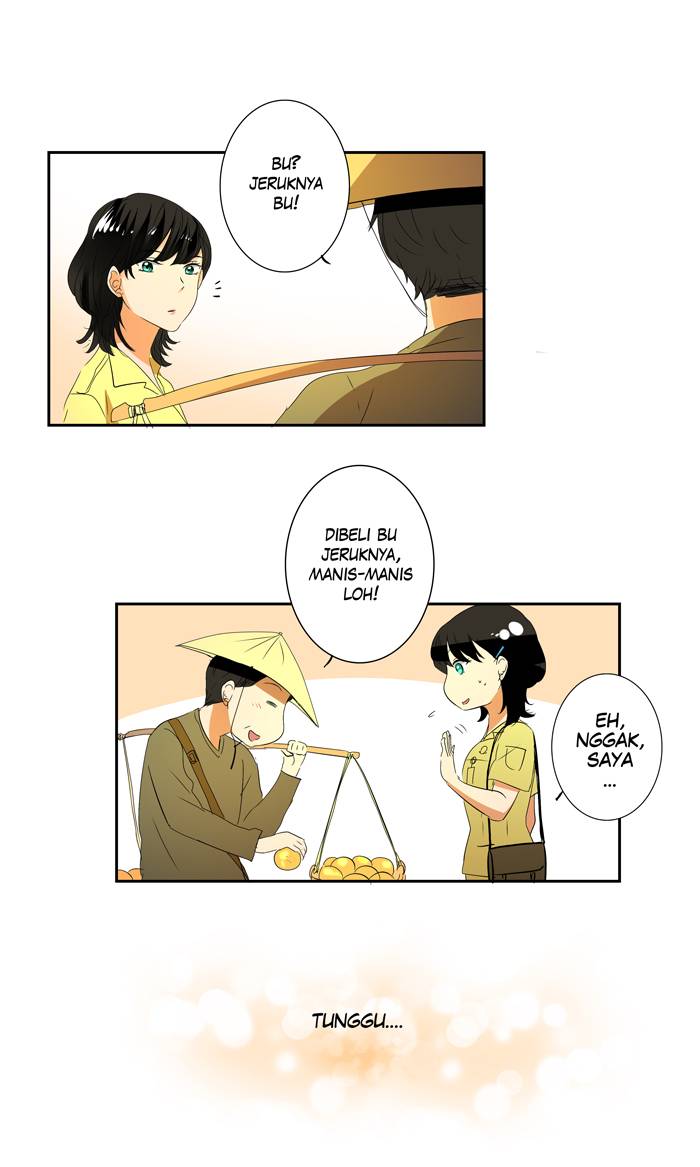 BU?
JERUKNYA
BU!
DIBELI BU
JERUKNYA,
MANIS-MANIS
LOH!
EH,
NGGAK,
SAYA
...
TUNGGU....